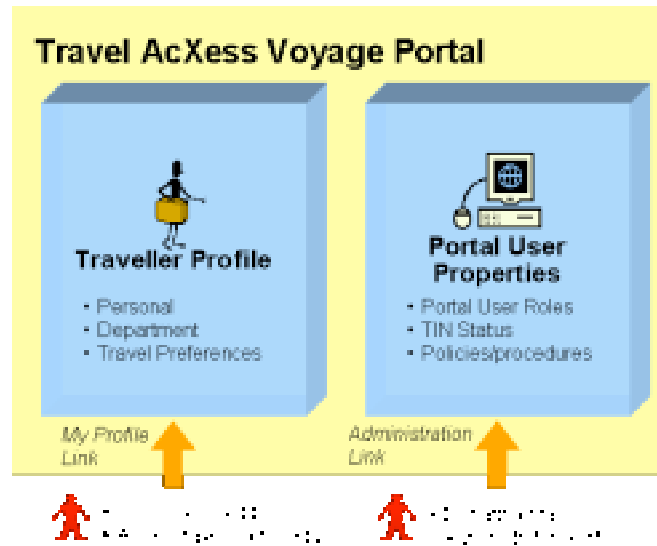 Travel AcXess Voyage Portal
Traveller Profile
• Personal
• Department
• Travel Preferences
Portal User
Properties
• Portal User Roles
• TIN Status
• Policies/procedures
My Profile
Link
Administration
Link